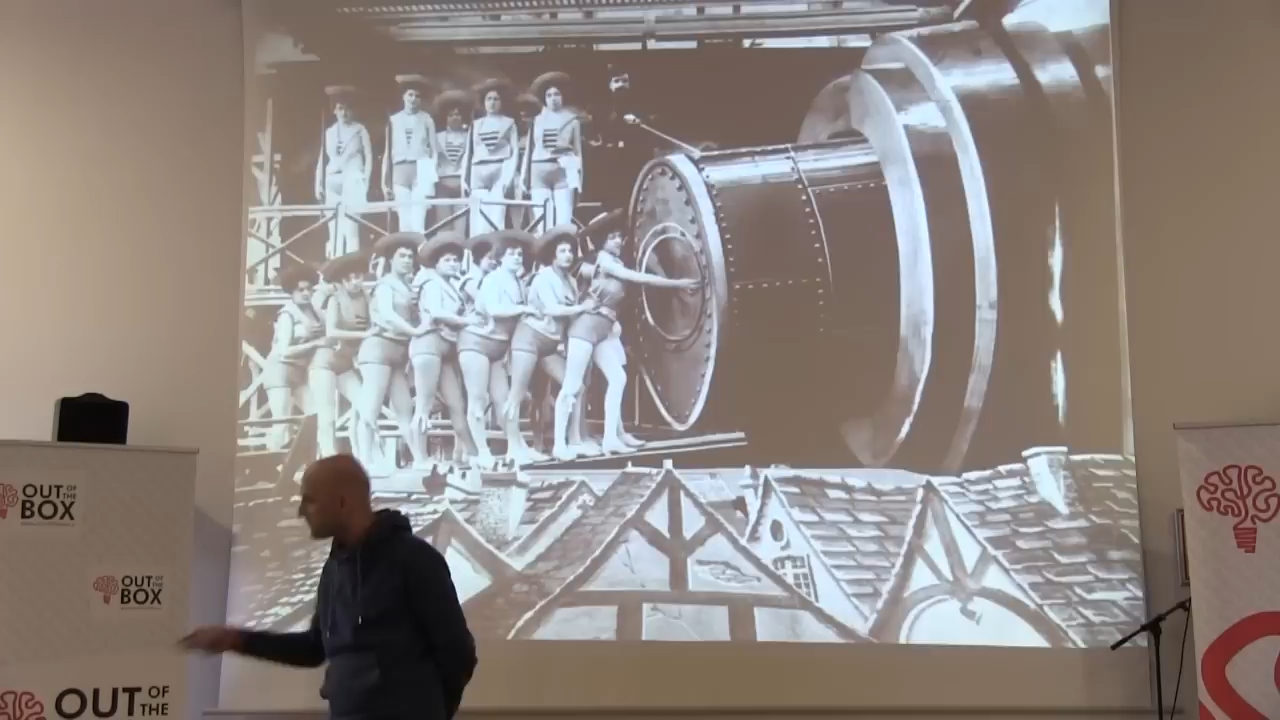 OUT OF THE
BOX
OUT OF THE
BOX
OUT OF
THE